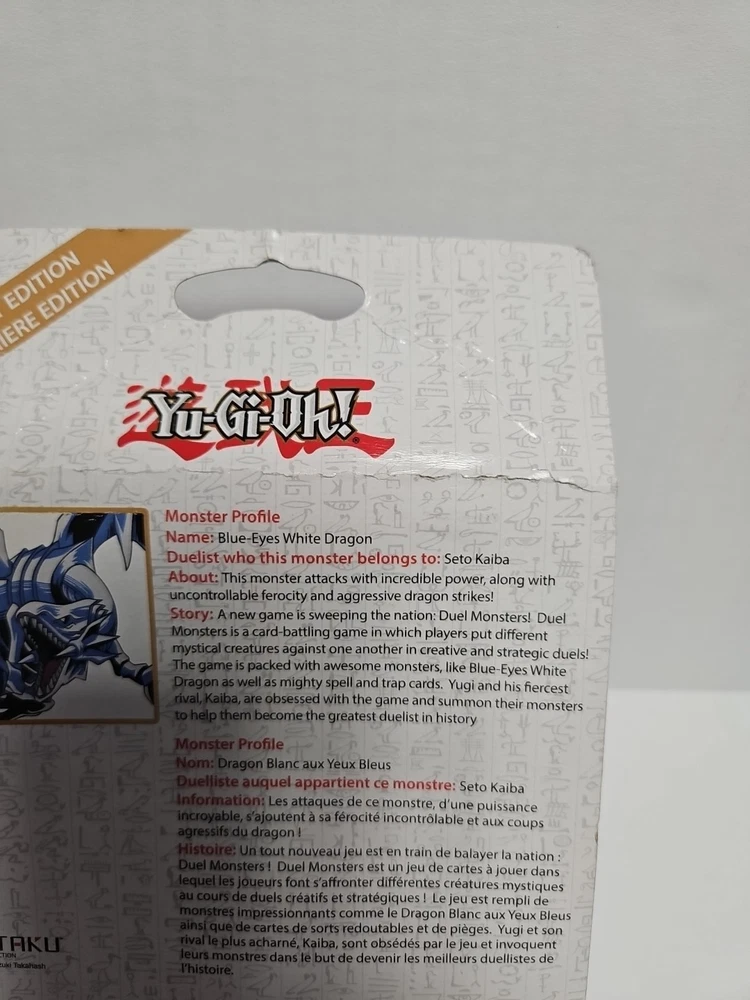 EDITION
EDITION
遊戯王
Yu-Gi-Oh!
®
Monster Profile
Name: Blue-Eyes White Dragon
Duelist who this monster belongs to: Seto Kaiba
About: This monster attacks with incredible power, along with
uncontrollable ferocity and aggressive dragon strikes!
Story: A new game is sweeping the nation: Duel Monsters! Duel
Monsters is a card-battling game in which players put different
mystical creatures against one another in creative and strategic duels!
The game is packed with awesome monsters, like Blue-Eyes White
Dragon as well as mighty spell and trap cards. Yugi and his fiercest
rival, Kaiba, are obsessed with the game and summon their monsters
to help them become the greatest duelist in history
Monster Profile
Nom: Dragon Blanc aux Yeux Bleus
Duelliste auquel appartient ce monstre: Seto Kaiba
Information: Les attaques de ce monstre, d'une puissance
incroyable, s'ajoutent à sa férocité incontrôlable et aux coups
agressifs du dragon !
Histoire: Un tout nouveau jeu est en train de balayer la nation :
Duel Monsters ! Duel Monsters est un jeu de cartes à jouer dans
lequel les joueurs font s'affronter différentes créatures mystiques
au cours de duels créatifs et stratégiques ! Le jeu est rempli de
monstres impressionnants comme le Dragon Blanc aux Yeux Bleus
ainsi que de cartes de sorts redoutables et de pièges. Yugi et son
rival le plus acharné, Kaiba, sont obsédés par le jeu et invoquent
leurs monstres dans le but de devenir les meilleurs duellistes de
l'histoire.
TAKU